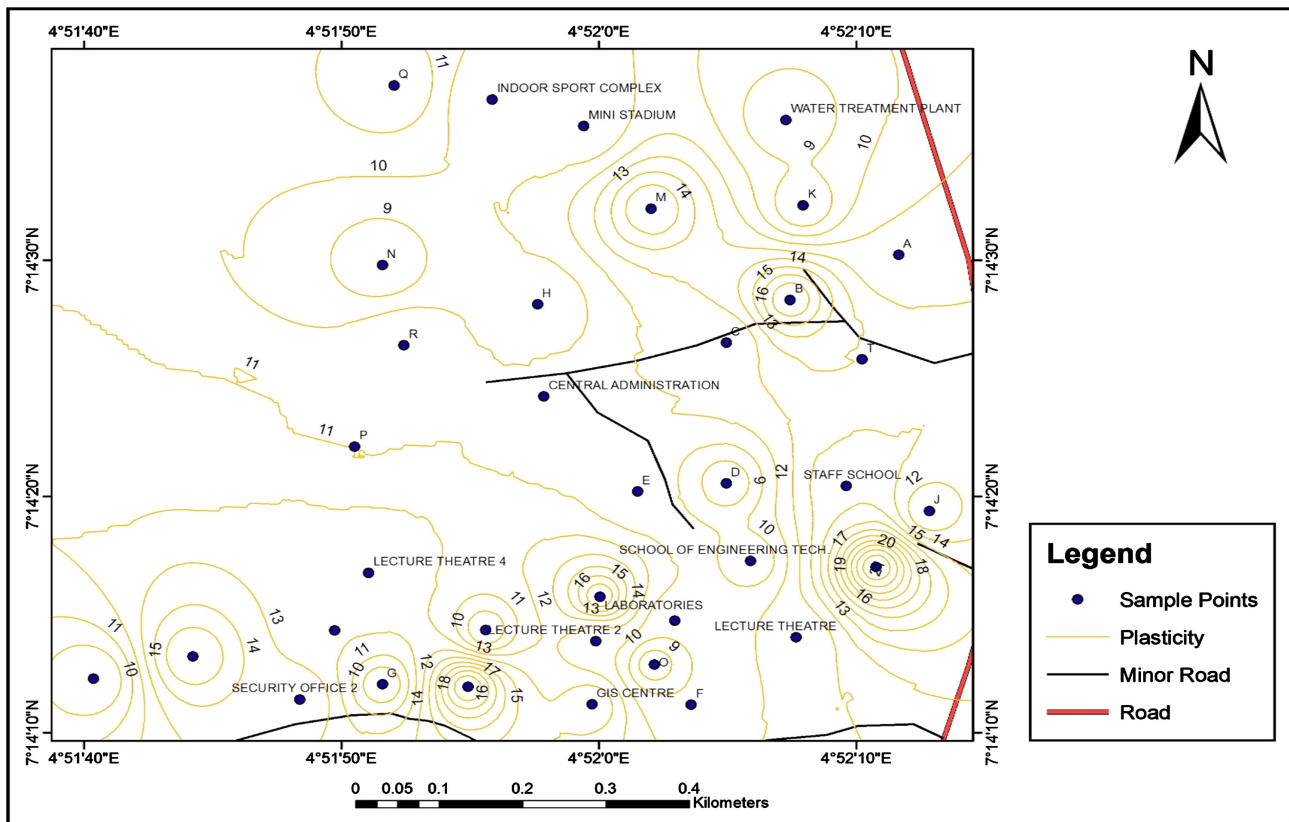 4°51'40"E 4°51'50"E 4°52'0"E 4°52'10"E
11
Q
INDOOR SPORT COMPLEX
MINI STADIUM
WATER TREATMENT PLANT
N
9
10
10
13
14
9
M
K
7°14'30"N
N
A
7°14'30"N
14
15
16
B
13
H
R
C
T
11
CENTRAL ADMINISTRATION
11
P
D
6
12
STAFF SCHOOL
12
7°14'20"N
E
J
7°14'20"N
10
15
14
17
20
SCHOOL OF ENGINEERING TECH.
LECTURE THEATRE 4
16
15
19
21
18
14
12
11
13
16
LABORATORIES
10
13
11
13
LECTURE THEATRE 2
LECTURE THEATRE
15
14
13
10
9
11
12
O
10
G
17
10
18
16
15
SECURITY OFFICE 2
14
GIS CENTRE
F
7°14'10"N
7°14'10"N
4°51'40"E 4°51'50"E 4°52'0"E 4°52'10"E
0 0.05 0.1 0.2 0.3 0.4
Kilometers
Legend
Sample Points
Plasticity
Minor Road
Road